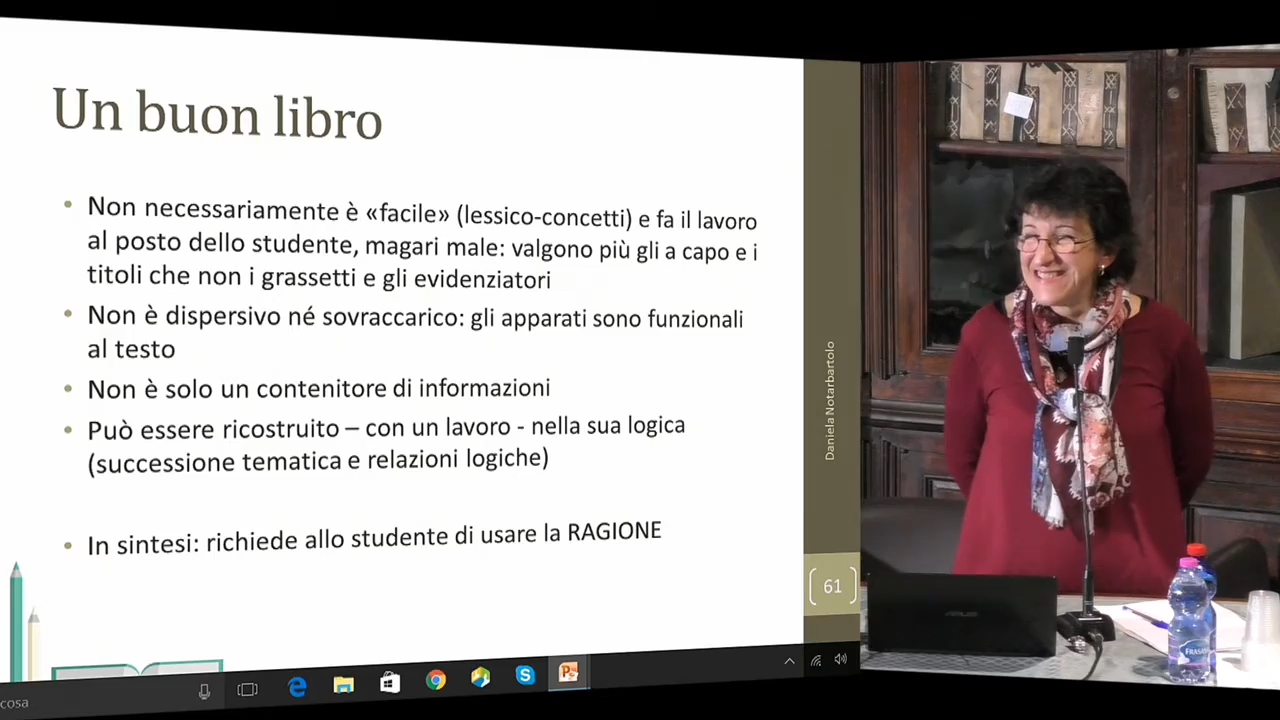 Un buon libro
• Non necessariamente è «facile» (lessico-concetti) e fa il lavoro
al posto dello studente, magari male: valgono più gli a capo e i
titoli che non i grassetti e gli evidenziatori
• Non è dispersivo né sovraccarico: gli apparati sono funzionali
al testo
• Non è solo un contenitore di informazioni
• Può essere ricostruito – con un lavoro - nella sua logica
(successione tematica e relazioni logiche)
• In sintesi: richiede allo studente di usare la RAGIONE
Daniela Notarbartolo
61
cosa
ASUS